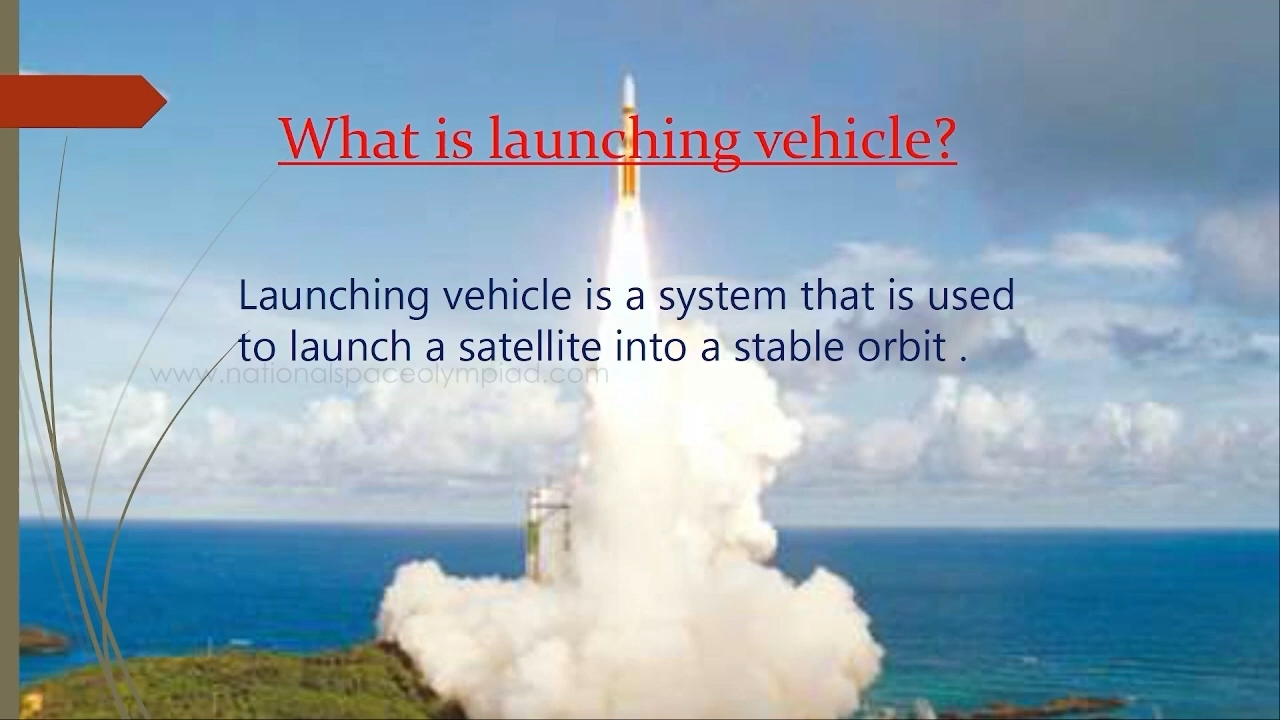 What is launching vehicle?
Launching vehicle is a system that is used
to launch a satellite into a stable orbit .
www.nationalspaceolympiad.com